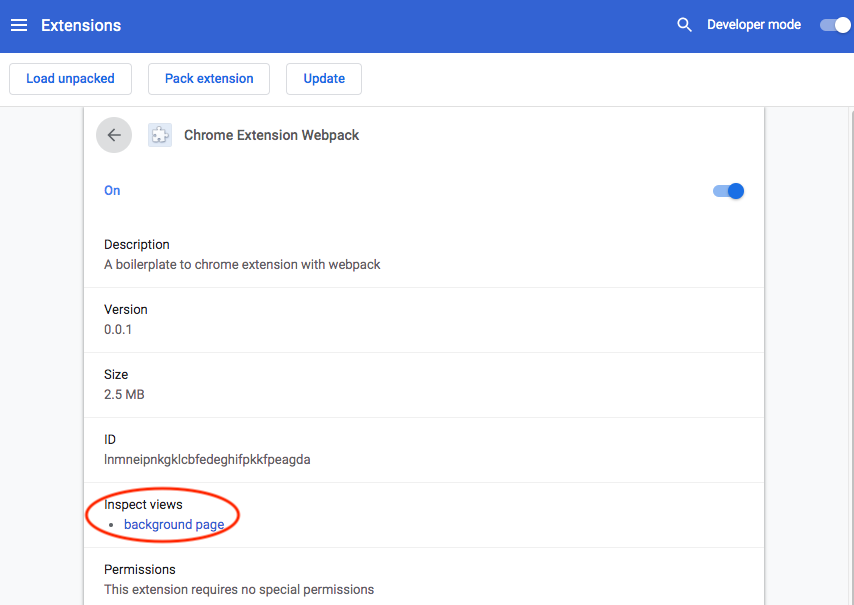 Extensions
Developer mode
Load unpacked
Pack extension
Update
Chrome Extension Webpack
On
Description
A boilerplate to chrome extension with webpack
Version
0.0.1
Size
2.5 MB
ID
lnmneipnkgklcbfedeghifpkkfpeagda
Inspect views
• background page
Permissions
This extension requires no special permissions